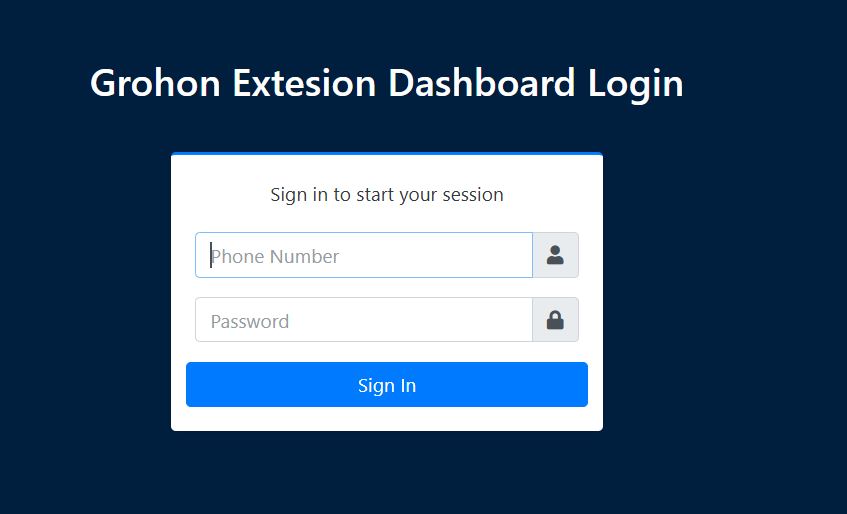 Grohon Extesion Dashboard Login
Sign in to start your session
Phone Number
Password
Sign In